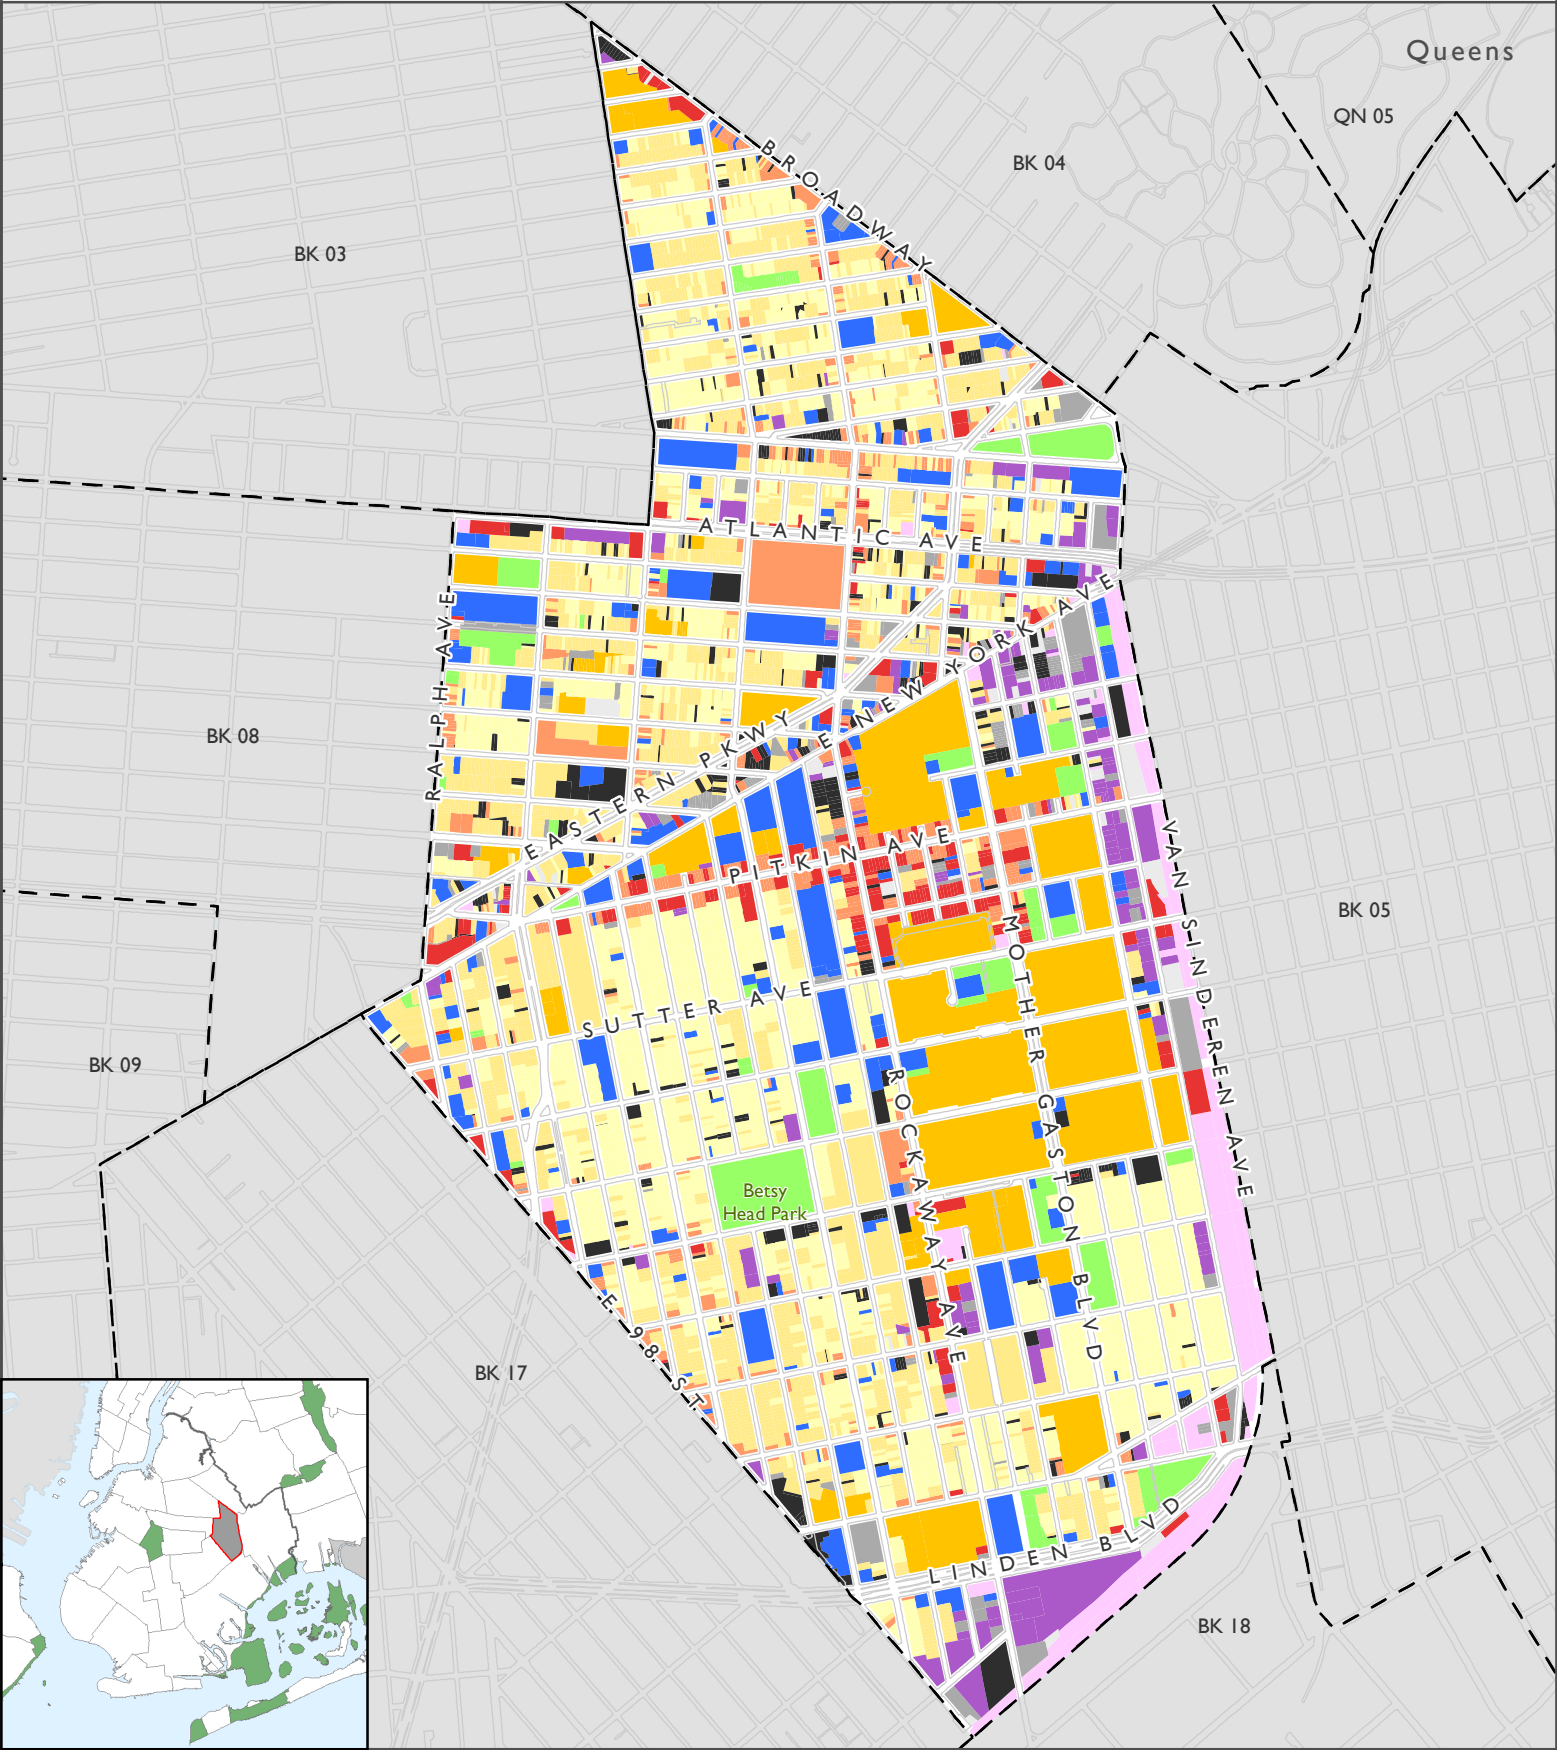 Queens
QN 05
BROADWAY
BK 04
BK 03
ATLANTIC AVE
E NEW YORK AVE
RALPH AVE
BK 08
EASTERN PKWY
PITKIN AVE
VAN SINDEREN AVE
BK 05
MOTHER GASTON BLVD
SUTTER AVE
BK 09
ROCKAWAY AVE
Betsy
Head Park
E 98 ST
BK 17
LINDEN BLVD
BK 18